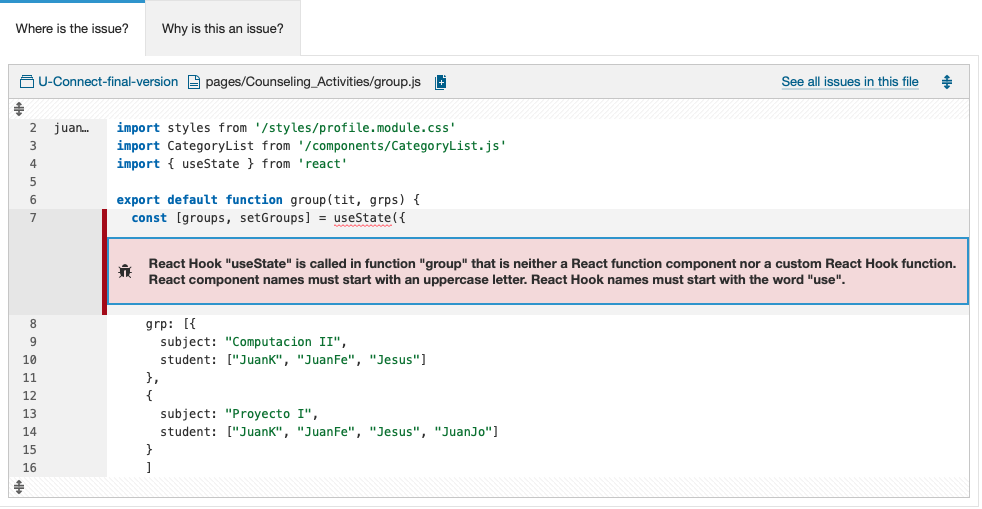 Where is the issue? Why is this an issue?
U-Connect-final-version pages/Counseling_Activities/group.js See all issues in this file
2 juan... import styles from '/styles/profile.module.css'
3 import CategoryList from '/components/CategoryList.js'
4 import { useState } from 'react'
5
6 export default function group(tit, grps) {
7 const [groups, setGroups] = useState({
React Hook "useState" is called in function "group" that is neither a React function component nor a custom React Hook function.
React component names must start with an uppercase letter. React Hook names must start with the word "use".
8 grp: [{
9 subject: "Computacion II",
10 student: ["JuanK", "JuanFe", "Jesus"]
11 },
12 {
13 subject: "Proyecto I",
14 student: ["JuanK", "JuanFe", "Jesus", "JuanJo"]
15 }
16 ]